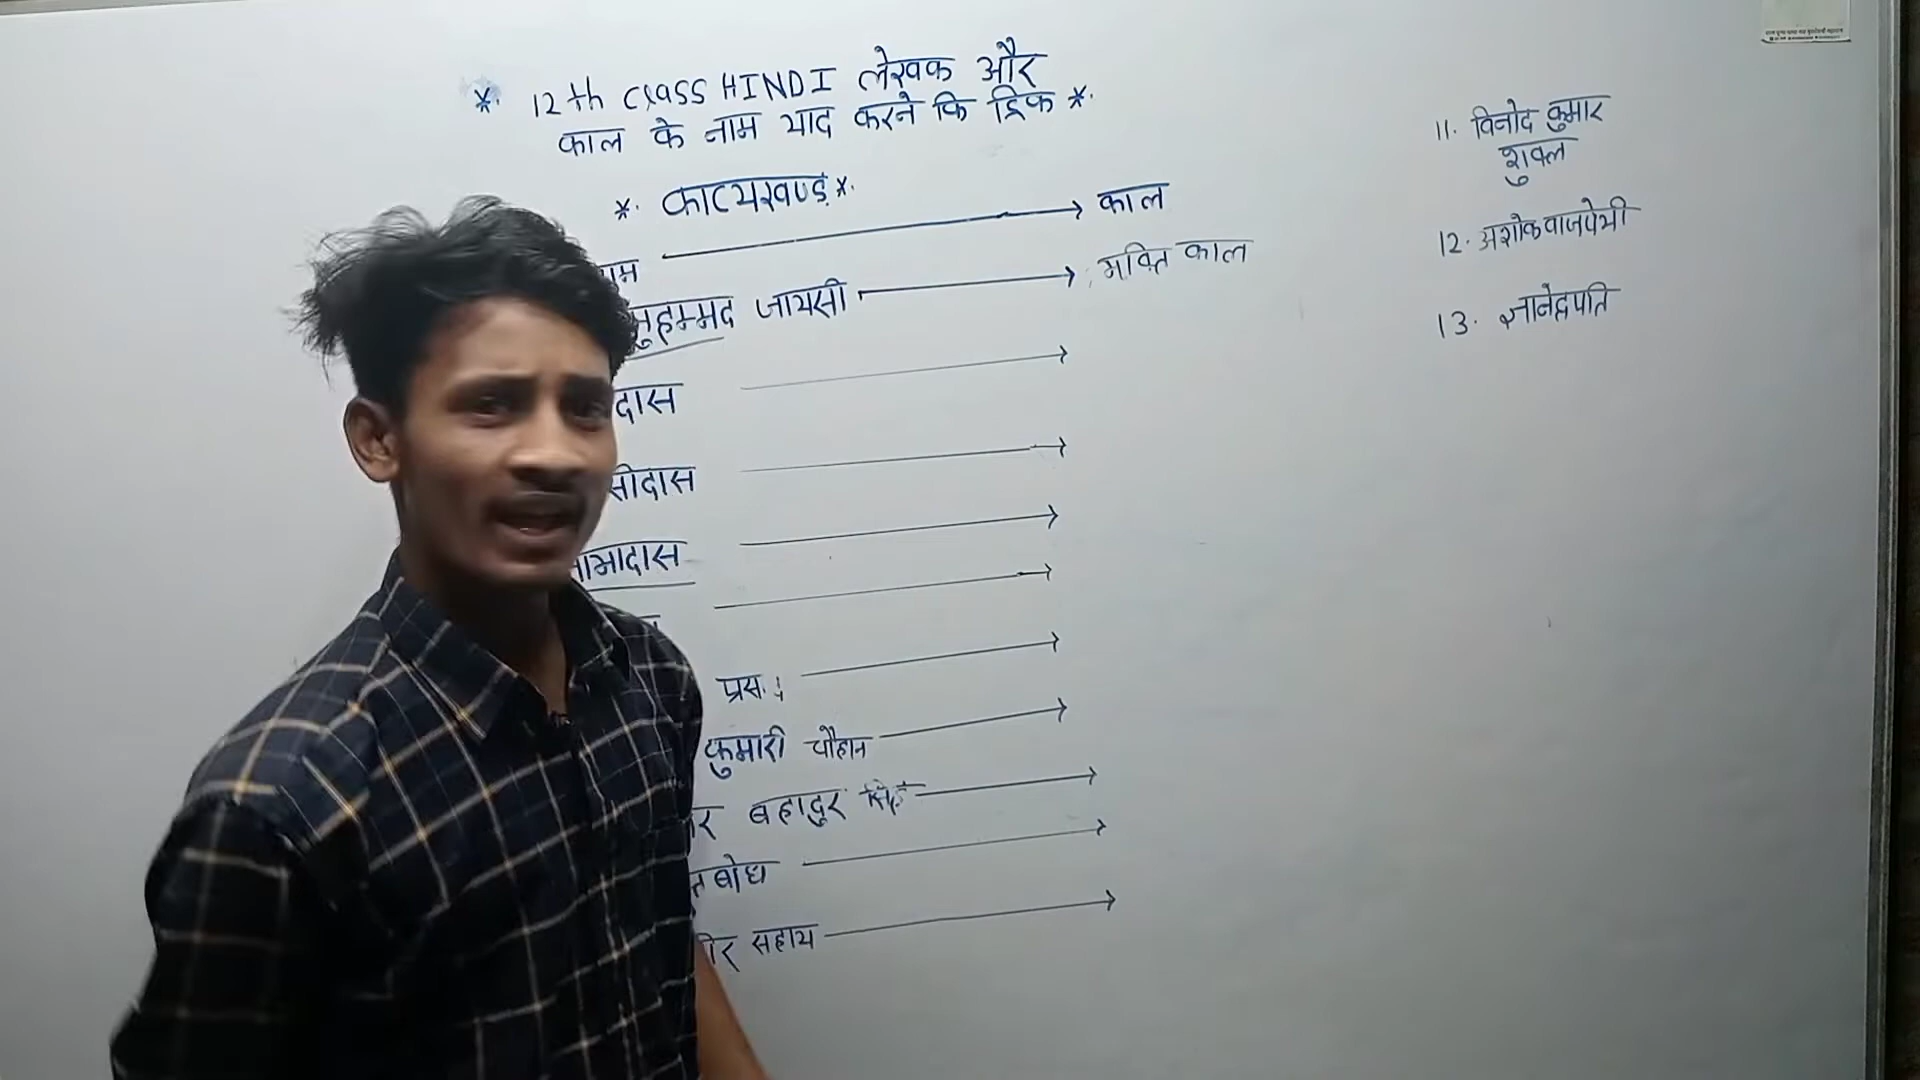 *. 12th class HINDI लेखक और
काल के नाम याद करने कि ट्रिक *.
*. काव्यखण्ड *.
काल
मुहम्मद जायसी
भक्ति काल
दास
सीदास
नाभादास
प्रसा
कुमारी चौहान
बहादुर सिंह
बोध
सहाय
11. विनोद कुमार
शुक्ल
12. अशोक वाजपेयी
13. ज्ञानेंद्रपति